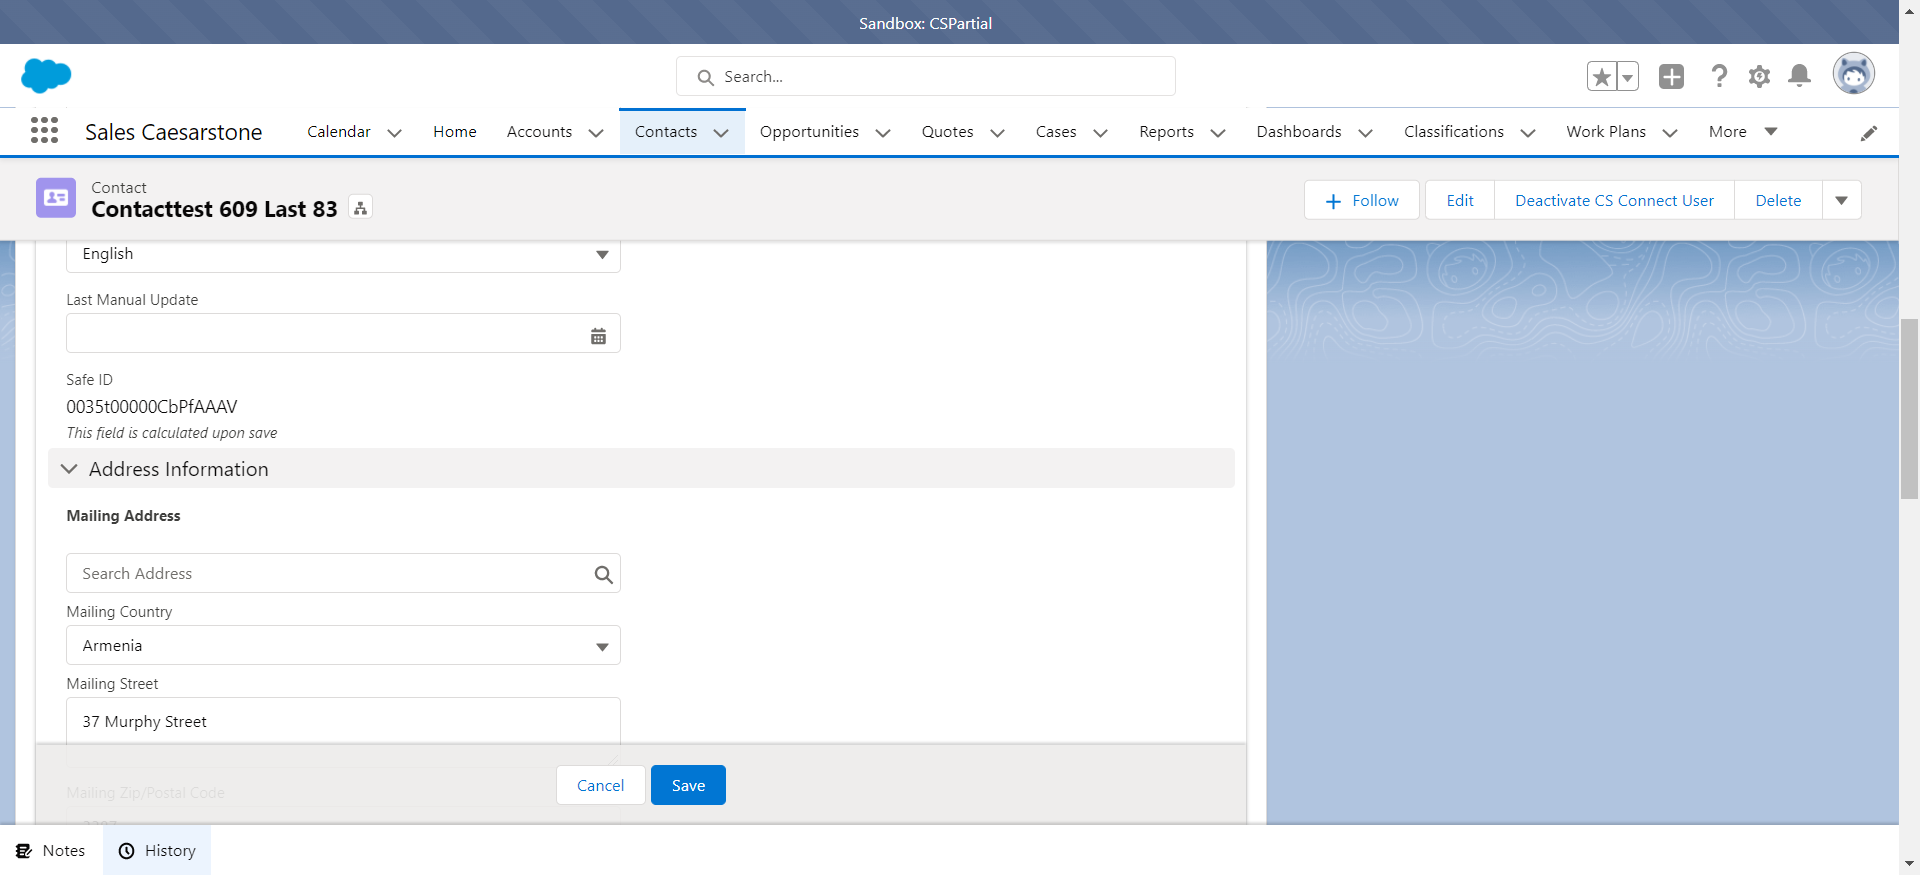 Sandbox: CSPartial
Search...
Sales Caesarstone
Calendar
Home
Accounts
Contacts
Opportunities
Quotes
Cases
Reports
Dashboards
Classifications
Work Plans
More
Contact
Contacttest 609 Last 83
Follow
Edit
Deactivate CS Connect User
Delete
English
Last Manual Update
Safe ID
0035t00000CbPfAAAV
This field is calculated upon save
Address Information
Mailing Address
Search Address
Mailing Country
Armenia
Mailing Street
37 Murphy Street
Mailing Zip/Postal Code
Cancel
Save
Notes
History